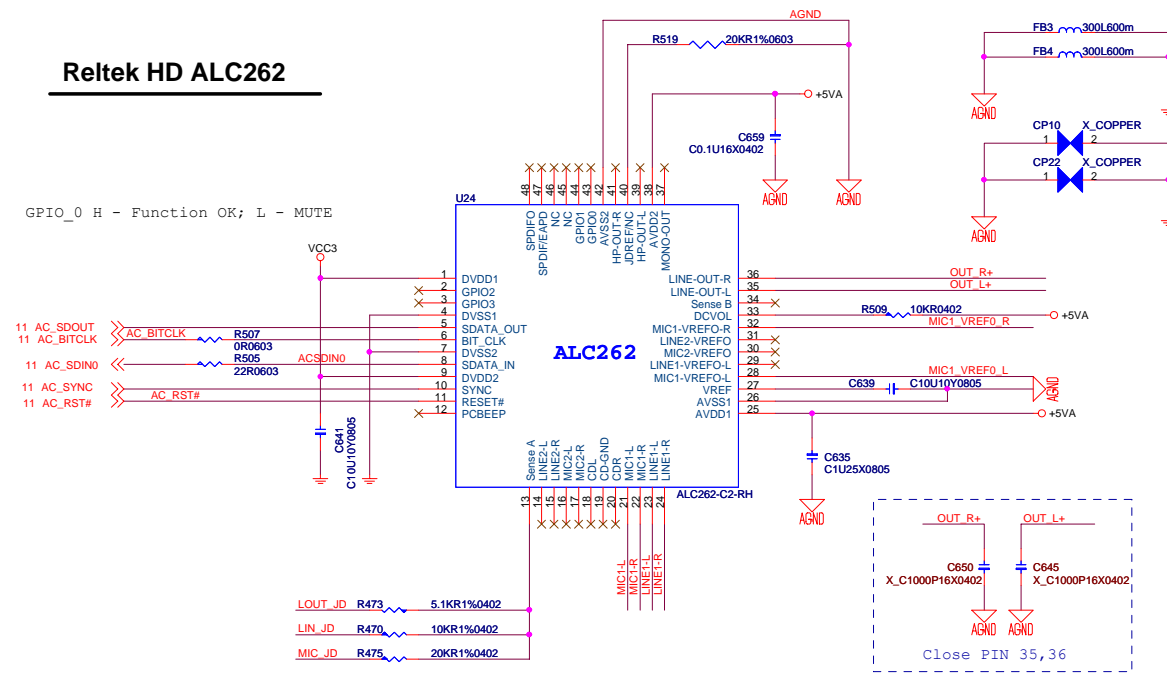 Reltek HD ALC262
GPIO_0 H - Function OK; L - MUTE
AGND
R519 20KR1%0603
+5VA
C659
C0.1U16X0402
AGND AGND
FB3 300L600m
FB4 300L600m
AGND
CP10 X_COPPER
1 2
CP22 X_COPPER
1 2
AGND
U24
48 47 46 45 44 43 42 41 40 39 38 37
SPDIFO
SPDIF/EAPD
NC
NC
GPIO1
GPIO0
AVSS2
HP-OUT-R
JDREF/NC
HP-OUT-L
AVDD2
MONO-OUT
VCC3
1 DVDD1
2 GPIO2
3 GPIO3
4 DVSS1
5 SDATA_OUT
6 BIT_CLK
7 DVSS2
8 SDATA_IN
9 DVDD2
10 SYNC
11 RESET#
12 PCBEEP
11 AC_SDOUT
11 AC_BITCLK
AC_BITCLK
R507
0R0603
R505
22R0603
11 AC_SDIN0
ACSDIN0
11 AC_SYNC
11 AC_RST#
AC_RST#
C641
C10U10Y0805
ALC262
LINE-OUT-R 36
LINE-OUT-L 35
Sense B 34
DCVOL 33
MIC1-VREFO-R 32
LINE2-VREFO 31
MIC2-VREFO 30
LINE1-VREFO-L 29
MIC1-VREFO-L 28
VREF 27
AVSS1 26
AVDD1 25
OUT_R+
OUT_L+
R509 10KR0402
+5VA
MIC1_VREF0_R
MIC1_VREF0_L
C639 C10U10Y0805
AGND
+5VA
C635
C1U25X0805
AGND
Sense A
LINE2-L
LINE2-R
MIC2-L
MIC2-R
CDL
CD-GND
CDR
MIC1-L
MIC1-R
LINE1-L
LINE1-R
13 14 15 16 17 18 19 20 21 22 23 24
ALC262-C2-RH
MIC1-L
MIC1-R
LINE1-L
LINE1-R
LOUT_JD R473 5.1KR1%0402
LIN_JD R470 10KR1%0402
MIC_JD R475 20KR1%0402
OUT_R+ OUT_L+
C650 C645
X_C1000P16X0402 X_C1000P16X0402
AGND AGND
Close PIN 35,36